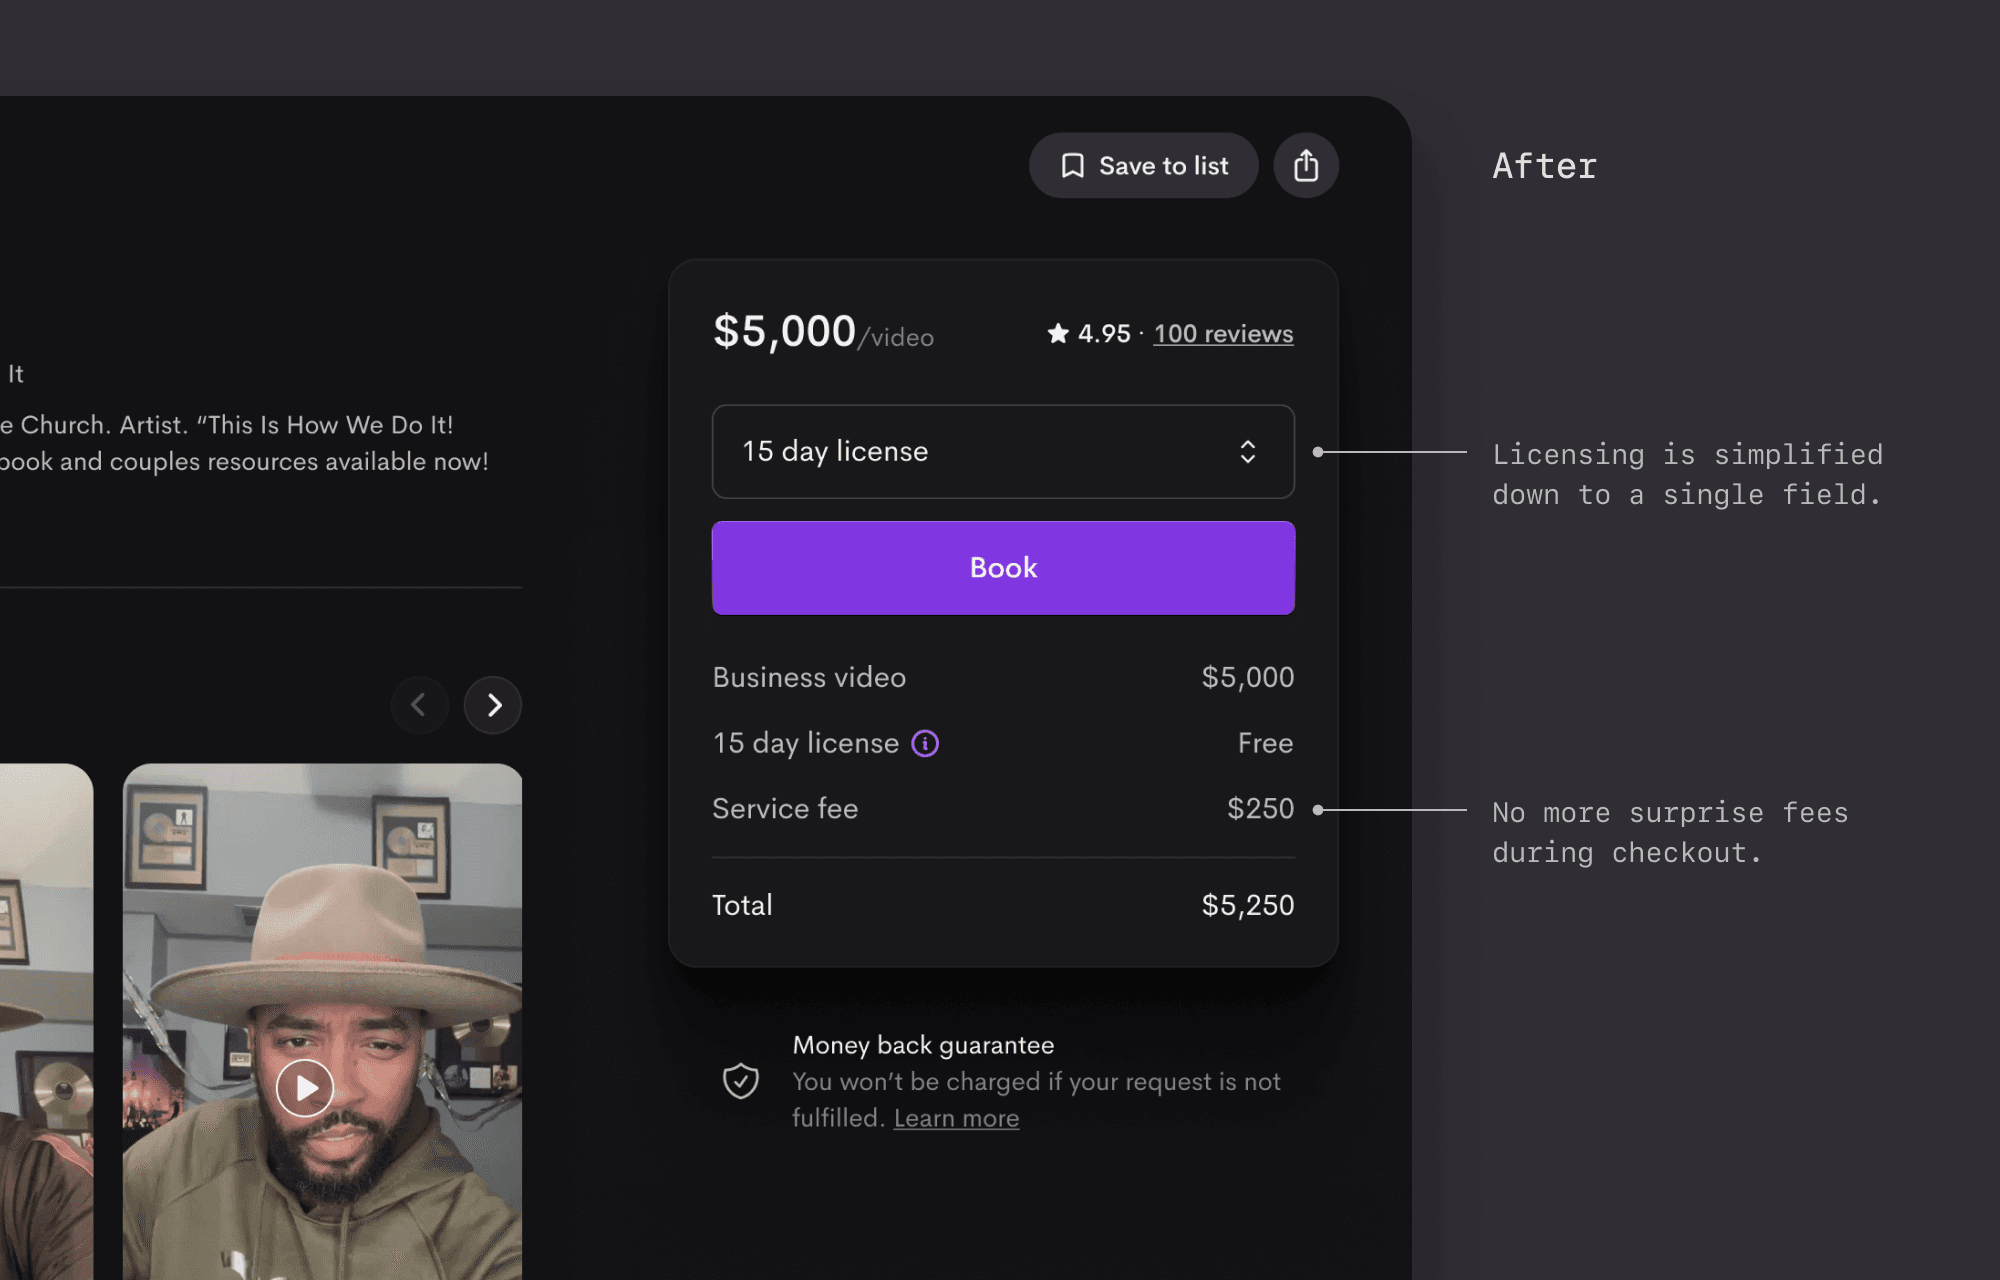 After
Save to list
It
e Church. Artist. “This Is How We Do It!
book and couples resources available now!
$5,000/video
★ 4.95 · 100 reviews
15 day license
Licensing is simplified
down to a single field.
Book
Business video $5,000
15 day license Free
Service fee $250
No more surprise fees
during checkout.
Total $5,250
Money back guarantee
You won’t be charged if your request is not
fulfilled. Learn more